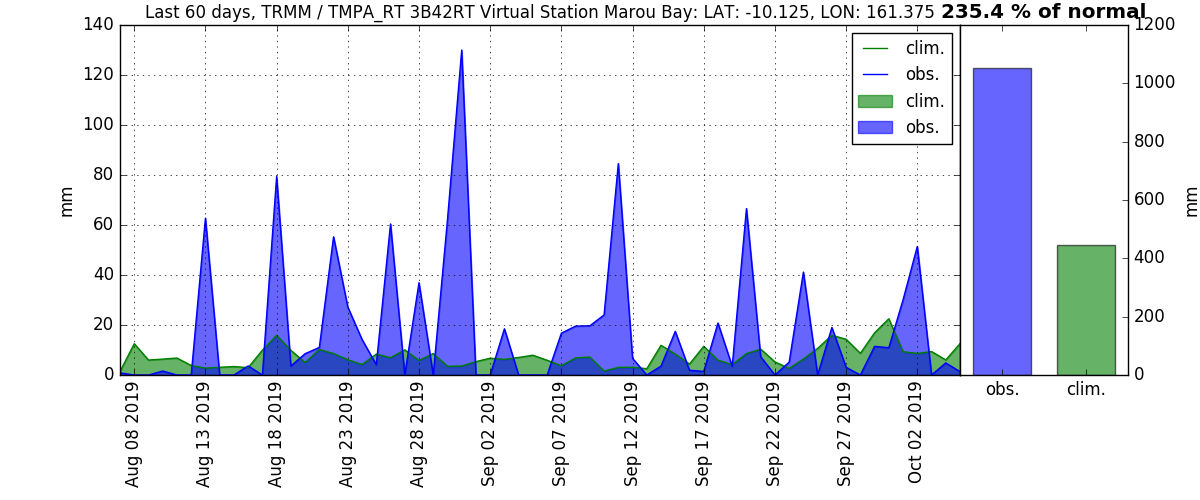 Last 60 days, TRMM / TMPA_RT 3B42RT Virtual Station Marou Bay: LAT: -10.125, LON: 161.375 235.4 % of normal
140
120
100
80
60
40
20
0
mm
clim.
obs.
clim.
obs.
1200
1000
800
600
400
200
0
mm
obs.
clim.
Aug 08 2019
Aug 13 2019
Aug 18 2019
Aug 23 2019
Aug 28 2019
Sep 02 2019
Sep 07 2019
Sep 12 2019
Sep 17 2019
Sep 22 2019
Sep 27 2019
Oct 02 2019